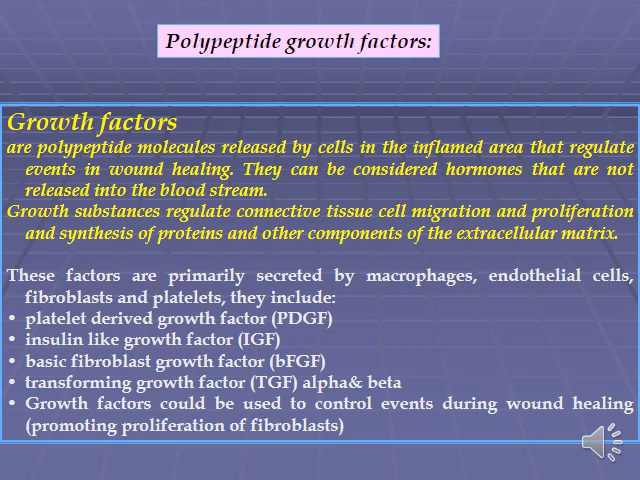 Polypeptide growth factors:
Growth factors
are polypeptide molecules released by cells in the inflamed area that regulate
events in wound healing. They can be considered hormones that are not
released into the blood stream.
Growth substances regulate connective tissue cell migration and proliferation
and synthesis of proteins and other components of the extracellular matrix.
These factors are primarily secreted by macrophages, endothelial cells,
fibroblasts and platelets, they include:
• platelet derived growth factor (PDGF)
• insulin like growth factor (IGF)
• basic fibroblast growth factor (bFGF)
• transforming growth factor (TGF) alpha& beta
• Growth factors could be used to control events during wound healing
(promoting proliferation of fibroblasts)